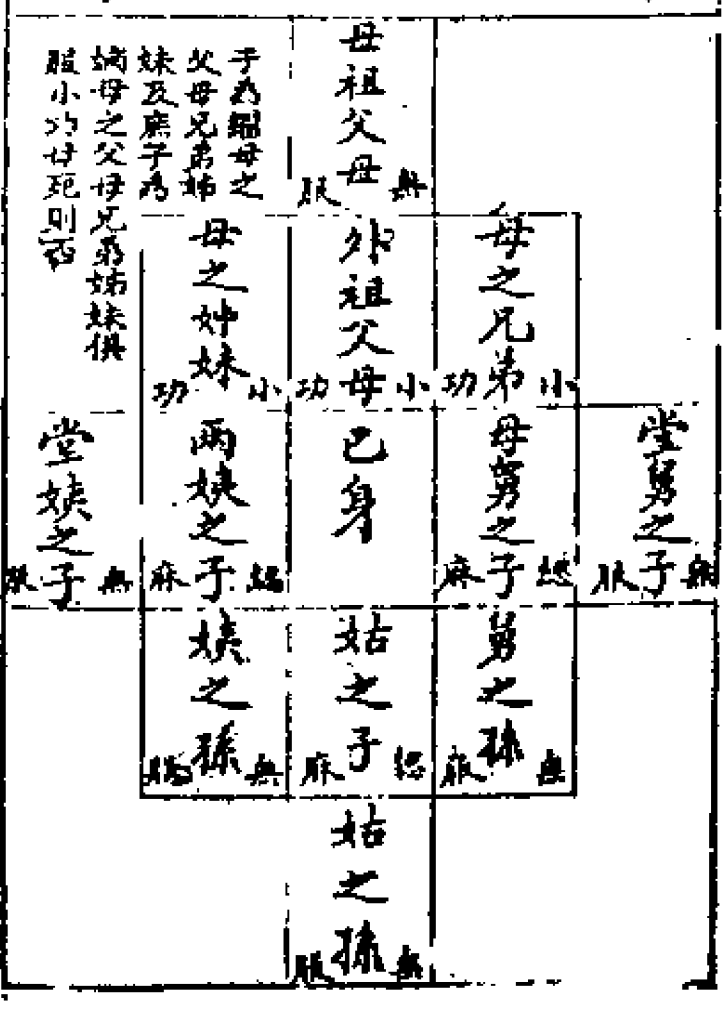 母祖父母
無服
子為繼母之
父母兄弟姊
妹及庶子為
嫡母之父母兄弟姊妹俱
服小功母死則否
母之兄弟
小功
外祖父母
小功
母之姊妹
小功
堂舅之子
無服
母舅之子
緦麻
巳身
兩姨之子
緦麻
堂姨之子
無服
舅之孫
無服
姑之子
緦麻
姨之孫
無服
姑之孫
無服